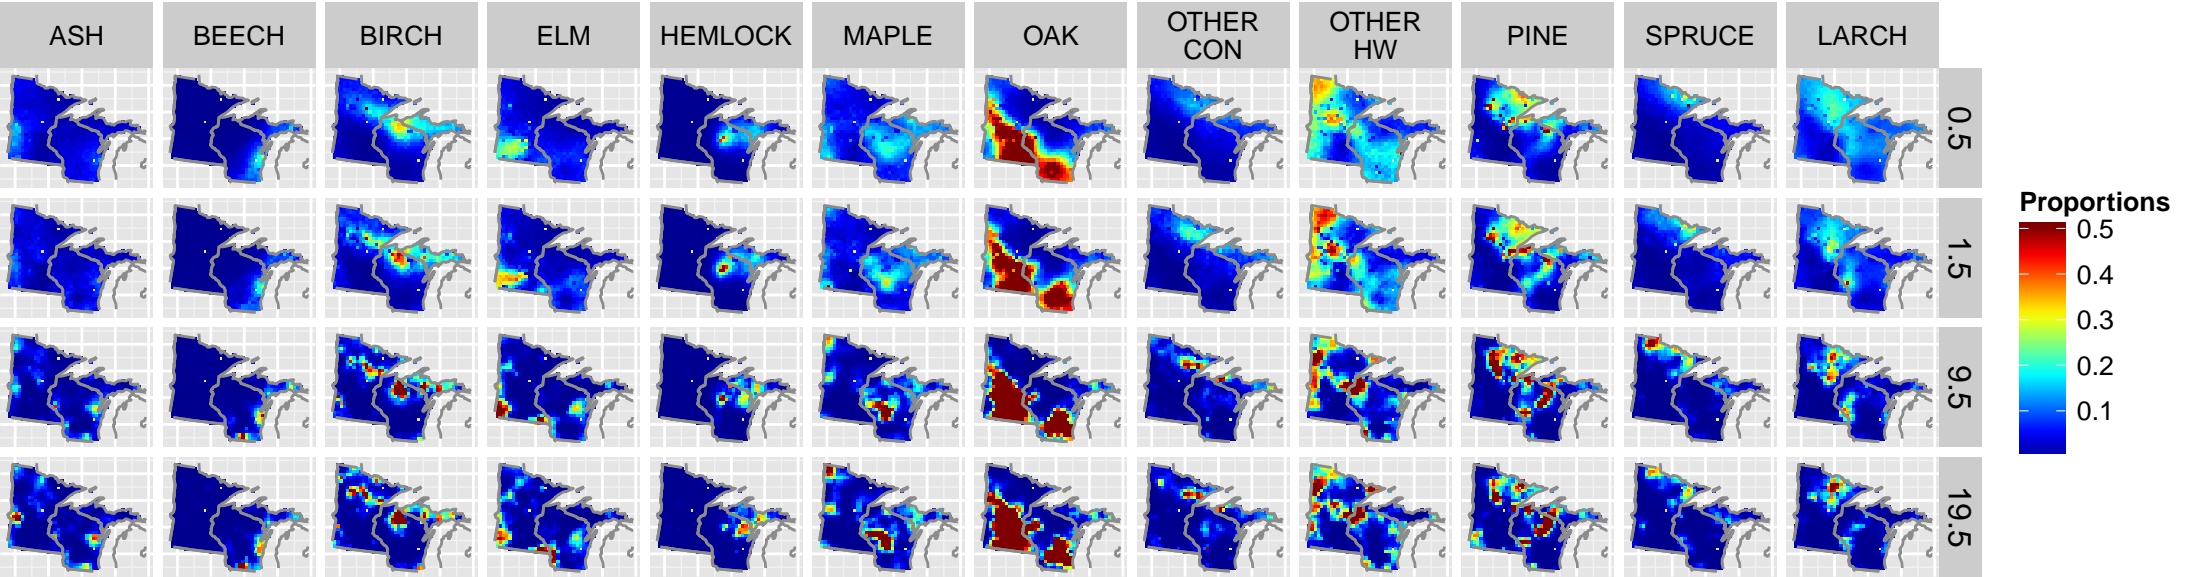 ASH
BEECH
BIRCH
ELM
HEMLOCK
MAPLE
OAK
OTHER
CON
OTHER
HW
PINE
SPRUCE
LARCH
0.5
1.5
9.5
19.5
Proportions
0.5
0.4
0.3
0.2
0.1